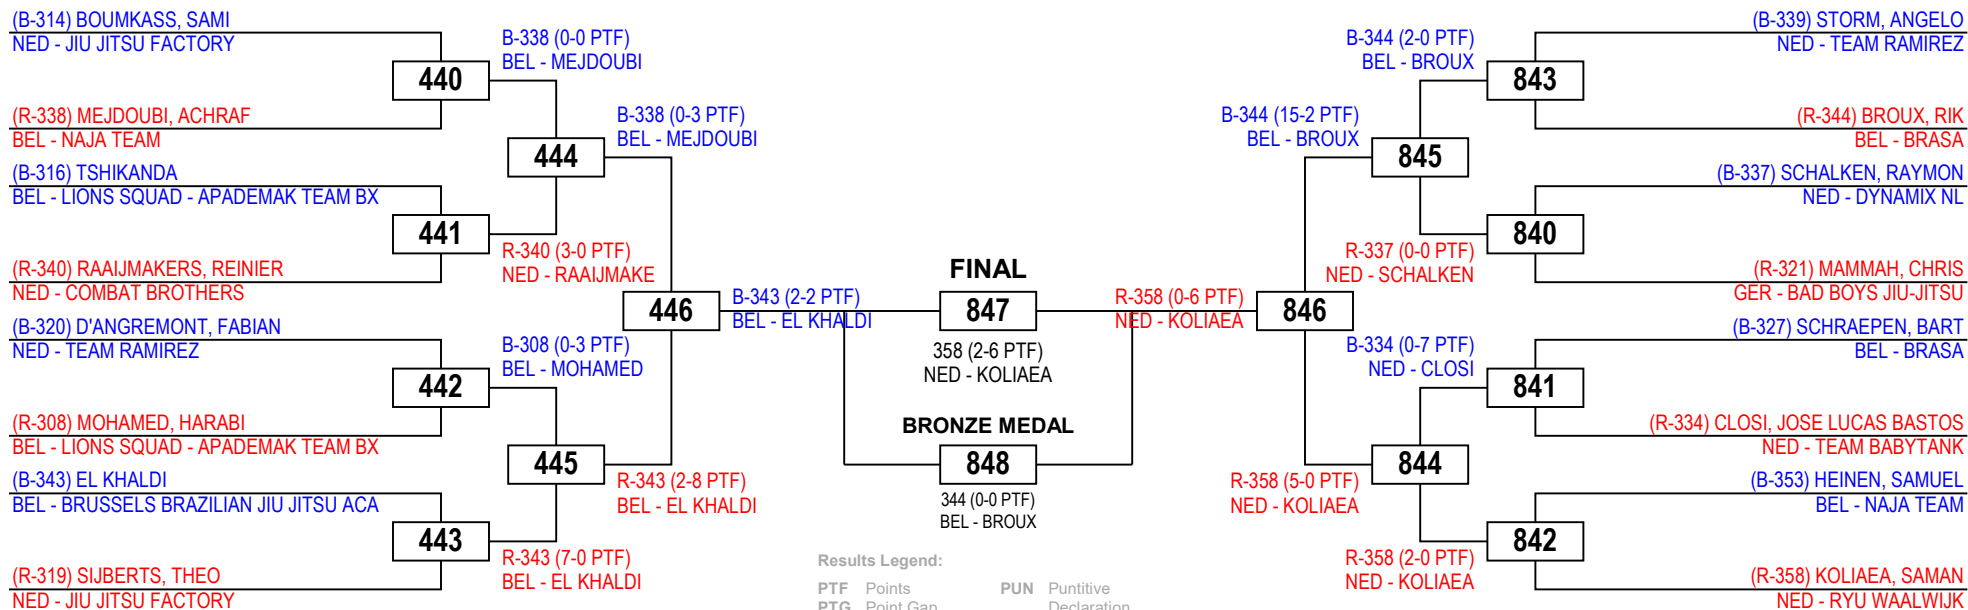 (B-314) BOUMKASS, SAMI
NED - JIU JITSU FACTORY
(R-338) MEJDOUBI, ACHRAF
BEL - NAJA TEAM
(B-316) TSHIKANDA
BEL - LIONS SQUAD - APADEMAK TEAM BX
(R-340) RAAIJMAKERS, REINIER
NED - COMBAT BROTHERS
(B-320) D'ANGREMONT, FABIAN
NED - TEAM RAMIREZ
(R-308) MOHAMED, HARABI
BEL - LIONS SQUAD - APADEMAK TEAM BX
(B-343) EL KHALDI
BEL - BRUSSELS BRAZILIAN JIU JITSU ACA
(R-319) SIJBERTS, THEO
NED - JIU JITSU FACTORY
440
441
442
443
B-338 (0-0 PTF)
BEL - MEJDOUBI
444
R-340 (3-0 PTF)
NED - RAAIJMAKE
B-308 (0-3 PTF)
BEL - MOHAMED
445
R-343 (7-0 PTF)
BEL - EL KHALDI
B-338 (0-3 PTF)
BEL - MEJDOUBI
446
R-343 (2-8 PTF)
BEL - EL KHALDI
B-343 (2-2 PTF)
BEL - EL KHALDI
FINAL
847
358 (2-6 PTF)
NED - KOLIAEA
BRONZE MEDAL
848
344 (0-0 PTF)
BEL - BROUX
Results Legend:
PTF Points
PUN Puntitive
PTG Point Gap
Declaration
R-358 (0-6 PTF)
NED - KOLIAEA
846
B-344 (15-2 PTF)
BEL - BROUX
R-358 (5-0 PTF)
NED - KOLIAEA
B-344 (2-0 PTF)
BEL - BROUX
845
R-337 (0-0 PTF)
NED - SCHALKEN
B-334 (0-7 PTF)
NED - CLOSI
844
R-358 (2-0 PTF)
NED - KOLIAEA
843
840
841
842
(B-339) STORM, ANGELO
NED - TEAM RAMIREZ
(R-344) BROUX, RIK
BEL - BRASA
(B-337) SCHALKEN, RAYMON
NED - DYNAMIX NL
(R-321) MAMMAH, CHRIS
GER - BAD BOYS JIU-JITSU
(B-327) SCHRAEPEN, BART
BEL - BRASA
(R-334) CLOSI, JOSE LUCAS BASTOS
NED - TEAM BABYTANK
(B-353) HEINEN, SAMUEL
BEL - NAJA TEAM
(R-358) KOLIAEA, SAMAN
NED - RYU WAALWIJK